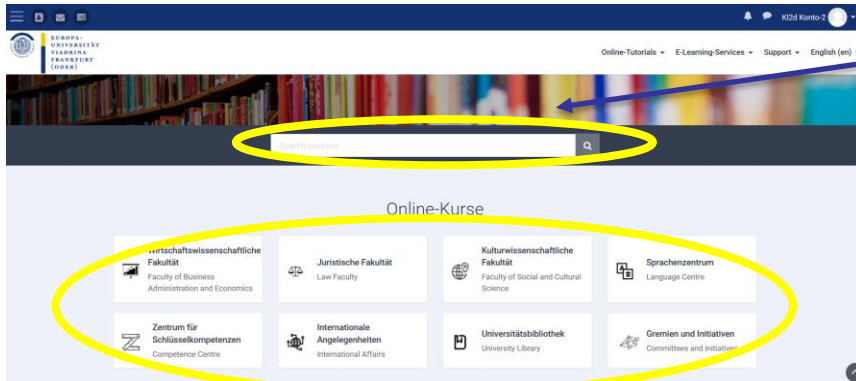 Kl2d Konto-2
EUROPA-
UNIVERSITÄT
VIADRINA
FRANKFURT
(ODER)
Online-Tutorials
E-Learning-Services
Support
English (en)
Search courses
Online-Kurse
Wirtschaftswissenschaftliche
Fakultät
Faculty of Business
Administration and Economics
Juristische Fakultät
Law Faculty
Kulturwissenschaftliche
Fakultät
Faculty of Social and Cultural
Science
Sprachenzentrum
Language Centre
Zentrum für
Schlüsselkompetenzen
Competence Centre
Internationale
Angelegenheiten
International Affairs
Universitätsbibliothek
University Library
Gremien und Initiativen
Committees and Initiatives